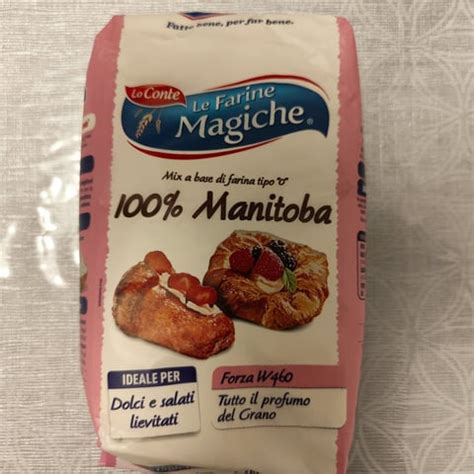 Fatte bene, per far bene.
Lo Conte
Le Farine
Magiche®
Mix a base di farina tipo "0"
100% Manitoba
IDEALE PER
Dolci e salati
lievitati
Forza W460
Tutto il profumo
del Grano